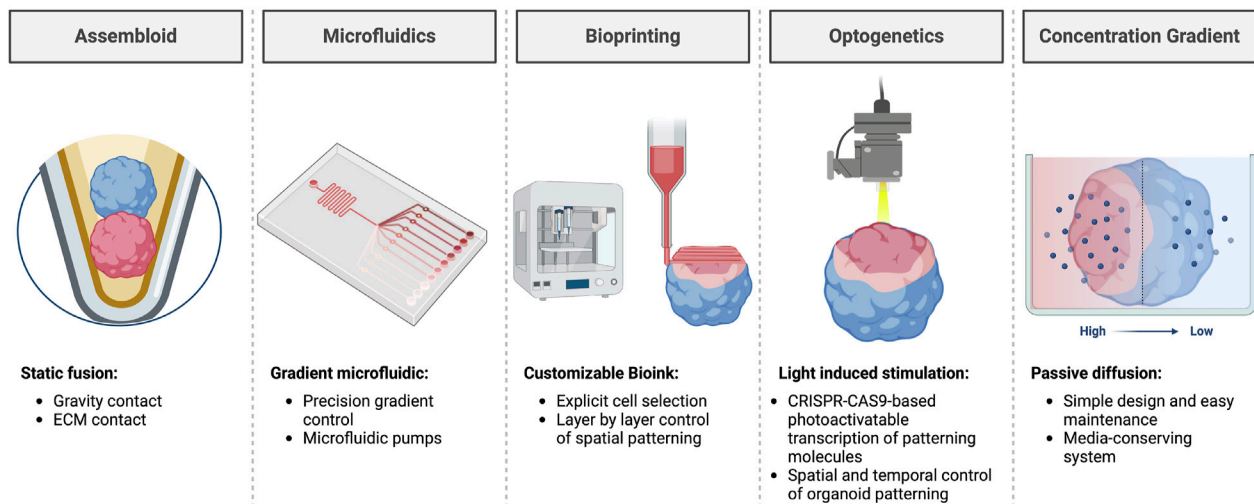 Assembloid
Microfluidics
Bioprinting
Optogenetics
Concentration Gradient
High
Low
Static fusion:
• Gravity contact
• ECM contact
Gradient microfluidic:
• Precision gradient
control
• Microfluidic pumps
Customizable Bioink:
• Explicit cell selection
• Layer by layer control
of spatial patterning
Light induced stimulation:
• CRISPR-CAS9-based
photoactivatable
transcription of patterning
molecules
• Spatial and temporal control
of organoid patterning
Passive diffusion:
• Simple design and easy
maintenance
• Media-conserving
system